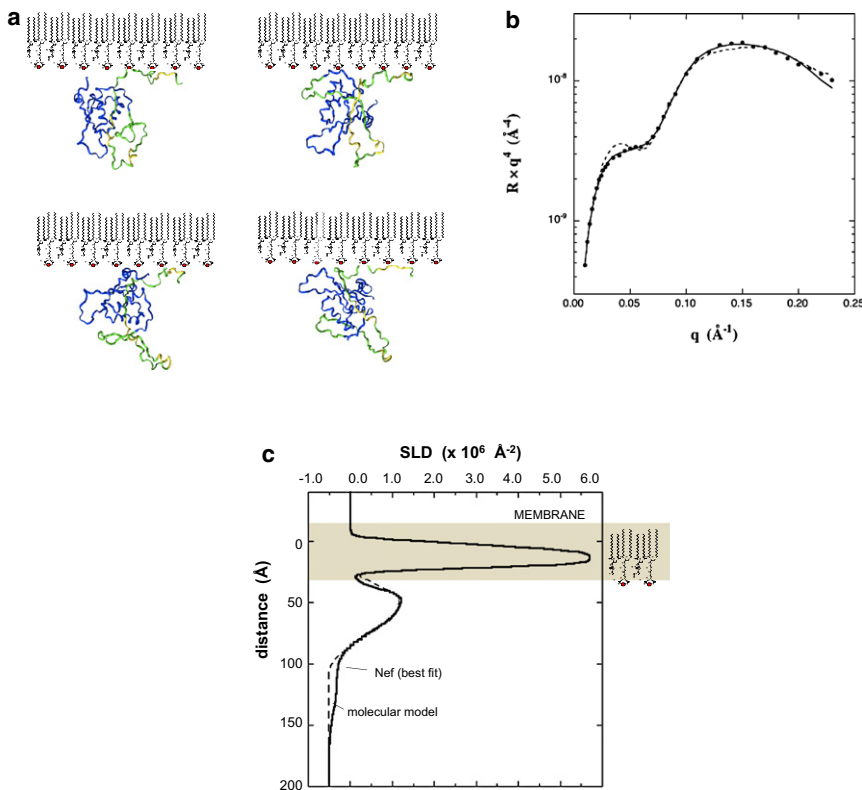 a
b
R × q⁴ (Å⁻⁴)
10⁻⁸
10⁻⁹
0.00 0.05 0.10 0.15 0.20 0.25
q (Å⁻¹)
c
SLD (x 10⁶ Å⁻²)
-1.0 0.0 1.0 2.0 3.0 4.0 5.0 6.0
MEMBRANE
distance (Å)
0
50
100
150
200
Nef (best fit)
molecular model